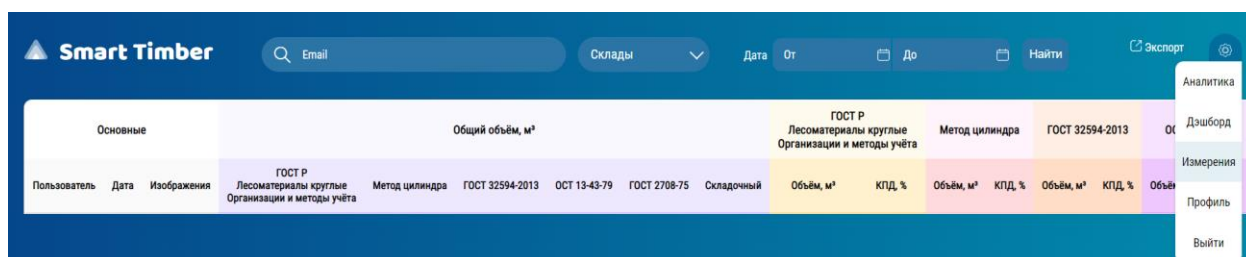 Smart Timber
Email
Склады
Дата
От
До
Найти
Экспорт
Аналитика
Дэшборд
Измерения
Профиль
Выйти
Основные
Общий объём, м³
ГОСТ Р
Лесоматериалы круглые
Организации и методы учёта
Метод цилиндра
ГОСТ 32594-2013
Пользователь
Дата
Изображения
ГОСТ Р
Лесоматериалы круглые
Организации и методы учёта
Метод цилиндра
ГОСТ 32594-2013
ОСТ 13-43-79
ГОСТ 2708-75
Складочный
Объём, м³
КПД, %
Объём, м³
КПД, %
Объём, м³
КПД, %